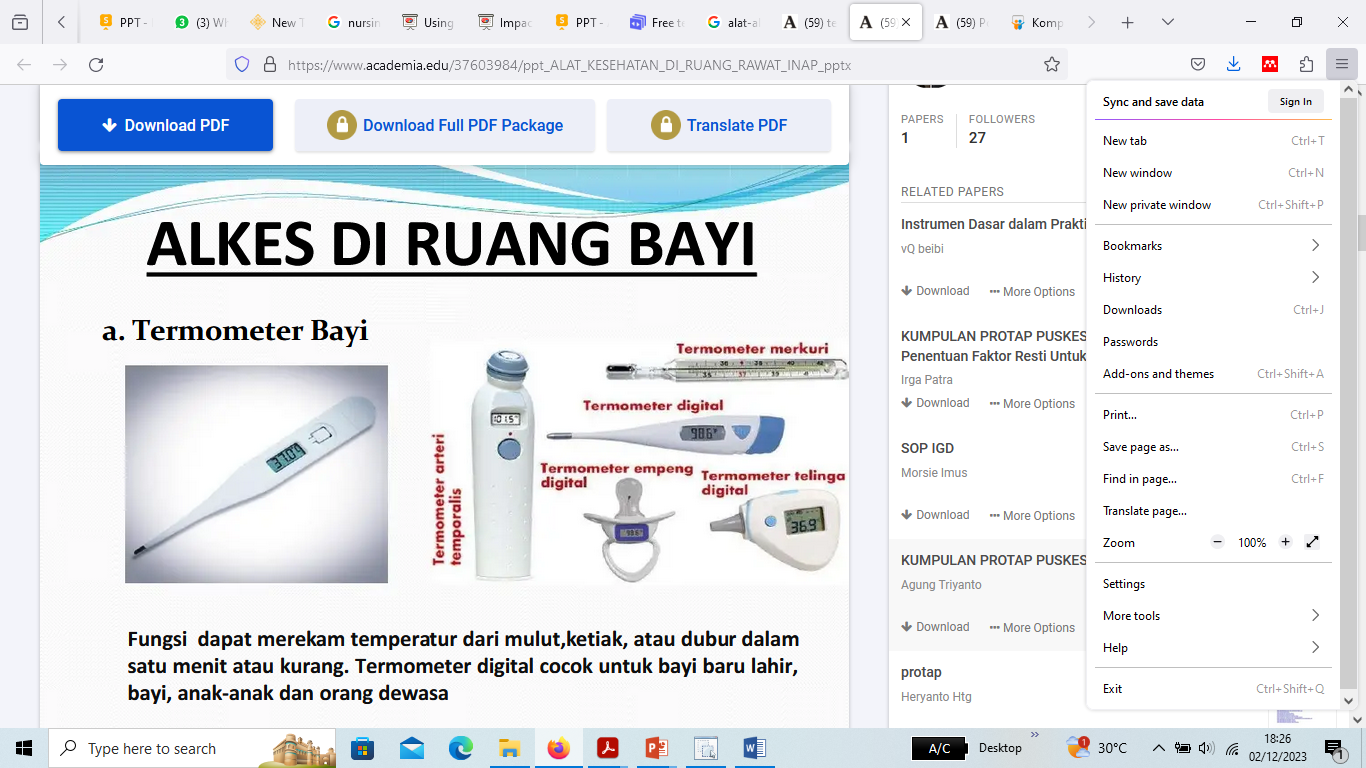 PPT -
(3) Wh
New T
nursin
Using
Impac
PPT -
Free te
alat-al
(59) te
(59
(59) P
Komp
https://www.academia.edu/37603984/ppt_ALAT_KESEHATAN_DI_RUANG_RAWAT_INAP_pptx
Download PDF
Download Full PDF Package
Translate PDF
ALKES DI RUANG BAYI
a. Termometer Bayi
37.04
Termometer arteri
temporalis
101.5°
Termometer merkuri
Termometer digital
98.6°
Termometer empeng
digital
Termometer telinga
digital
36.9°
Fungsi dapat merekam temperatur dari mulut,ketiak, atau dubur dalam
satu menit atau kurang. Termometer digital cocok untuk bayi baru lahir,
bayi, anak-anak dan orang dewasa
PAPERS
1
FOLLOWERS
27
RELATED PAPERS
Instrumen Dasar dalam Prakti
vQ beibi
Download
More Options
KUMPULAN PROTAP PUSKES
Penentuan Faktor Resti Untuk
Irga Patra
Download
More Options
SOP IGD
Morsie Imus
Download
More Options
KUMPULAN PROTAP PUSKES
Agung Triyanto
Download
More Options
protap
Heryanto Htg
Sync and save data
Sign In
New tab Ctrl+T
New window Ctrl+N
New private window Ctrl+Shift+P
Bookmarks
History
Downloads Ctrl+J
Passwords
Add-ons and themes Ctrl+Shift+A
Print... Ctrl+P
Save page as... Ctrl+S
Find in page... Ctrl+F
Translate page...
Zoom 100%
Settings
More tools
Help
Exit Ctrl+Shift+Q
Type here to search
A/C
Desktop
30°C
18:26
02/12/2023